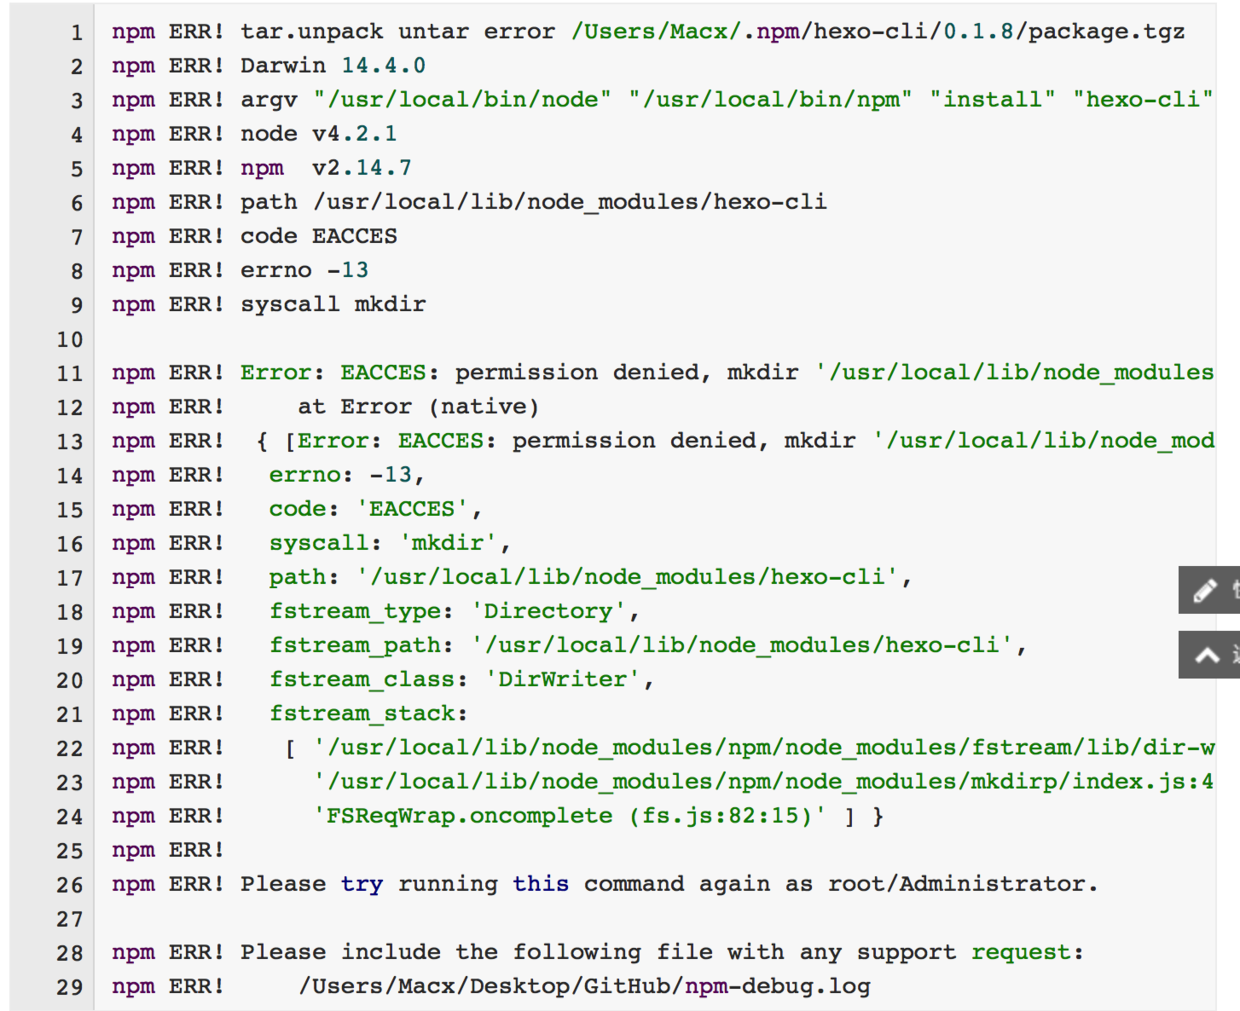 1 npm ERR! tar.unpack untar error /Users/Macx/.npm/hexo-cli/0.1.8/package.tgz
2 npm ERR! Darwin 14.4.0
3 npm ERR! argv "/usr/local/bin/node" "/usr/local/bin/npm" "install" "hexo-cli"
4 npm ERR! node v4.2.1
5 npm ERR! npm  v2.14.7
6 npm ERR! path /usr/local/lib/node_modules/hexo-cli
7 npm ERR! code EACCES
8 npm ERR! errno -13
9 npm ERR! syscall mkdir
10
11 npm ERR! Error: EACCES: permission denied, mkdir '/usr/local/lib/node_modules
12 npm ERR!     at Error (native)
13 npm ERR!  { [Error: EACCES: permission denied, mkdir '/usr/local/lib/node_mod
14 npm ERR!   errno: -13,
15 npm ERR!   code: 'EACCES',
16 npm ERR!   syscall: 'mkdir',
17 npm ERR!   path: '/usr/local/lib/node_modules/hexo-cli',
18 npm ERR!   fstream_type: 'Directory',
19 npm ERR!   fstream_path: '/usr/local/lib/node_modules/hexo-cli',
20 npm ERR!   fstream_class: 'DirWriter',
21 npm ERR!   fstream_stack:
22 npm ERR!    [ '/usr/local/lib/node_modules/npm/node_modules/fstream/lib/dir-w
23 npm ERR!      '/usr/local/lib/node_modules/npm/node_modules/mkdirp/index.js:4
24 npm ERR!      'FSReqWrap.oncomplete (fs.js:82:15)' ] }
25 npm ERR!
26 npm ERR! Please try running this command again as root/Administrator.
27
28 npm ERR! Please include the following file with any support request:
29 npm ERR!     /Users/Macx/Desktop/GitHub/npm-debug.log